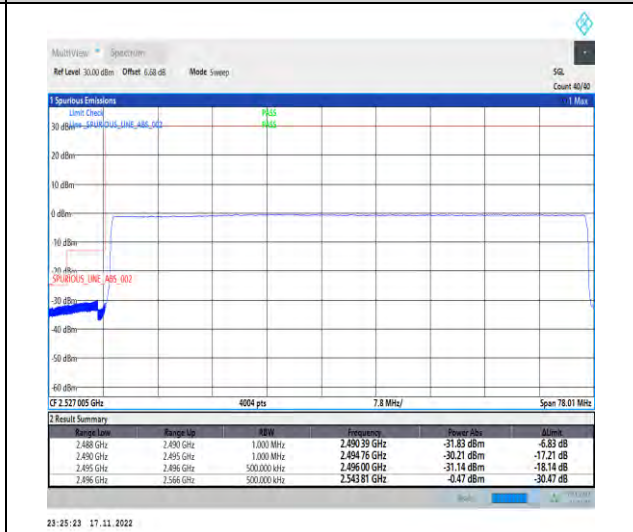 MultiView Spectrum
Ref Level 30.00 dBm Offset 6.68 dB Mode Sweep SGL
Count 40/40
1 Spurious Emissions 1 Max
Limit Check PASS
30 dBm Line _SPURIOUS_LINE_ABS_002 PASS
20 dBm
10 dBm
0 dBm
-10 dBm
-20 dBm
_SPURIOUS_LINE_ABS_002
-30 dBm
-40 dBm
-50 dBm
-60 dBm
CF 2.527 005 GHz 4004 pts 7.8 MHz/ Span 78.01 MHz
2 Result Summary
Range Low Range Up RBW Frequency Power Abs ΔLimit
2.488 GHz 2.490 GHz 1.000 MHz 2.490 39 GHz -31.83 dBm -6.83 dB
2.490 GHz 2.495 GHz 1.000 MHz 2.494 76 GHz -30.21 dBm -17.21 dB
2.495 GHz 2.496 GHz 500.000 kHz 2.496 00 GHz -31.14 dBm -18.14 dB
2.496 GHz 2.566 GHz 500.000 kHz 2.543 81 GHz -0.47 dBm -30.47 dB
23:25:23 17.11.2022